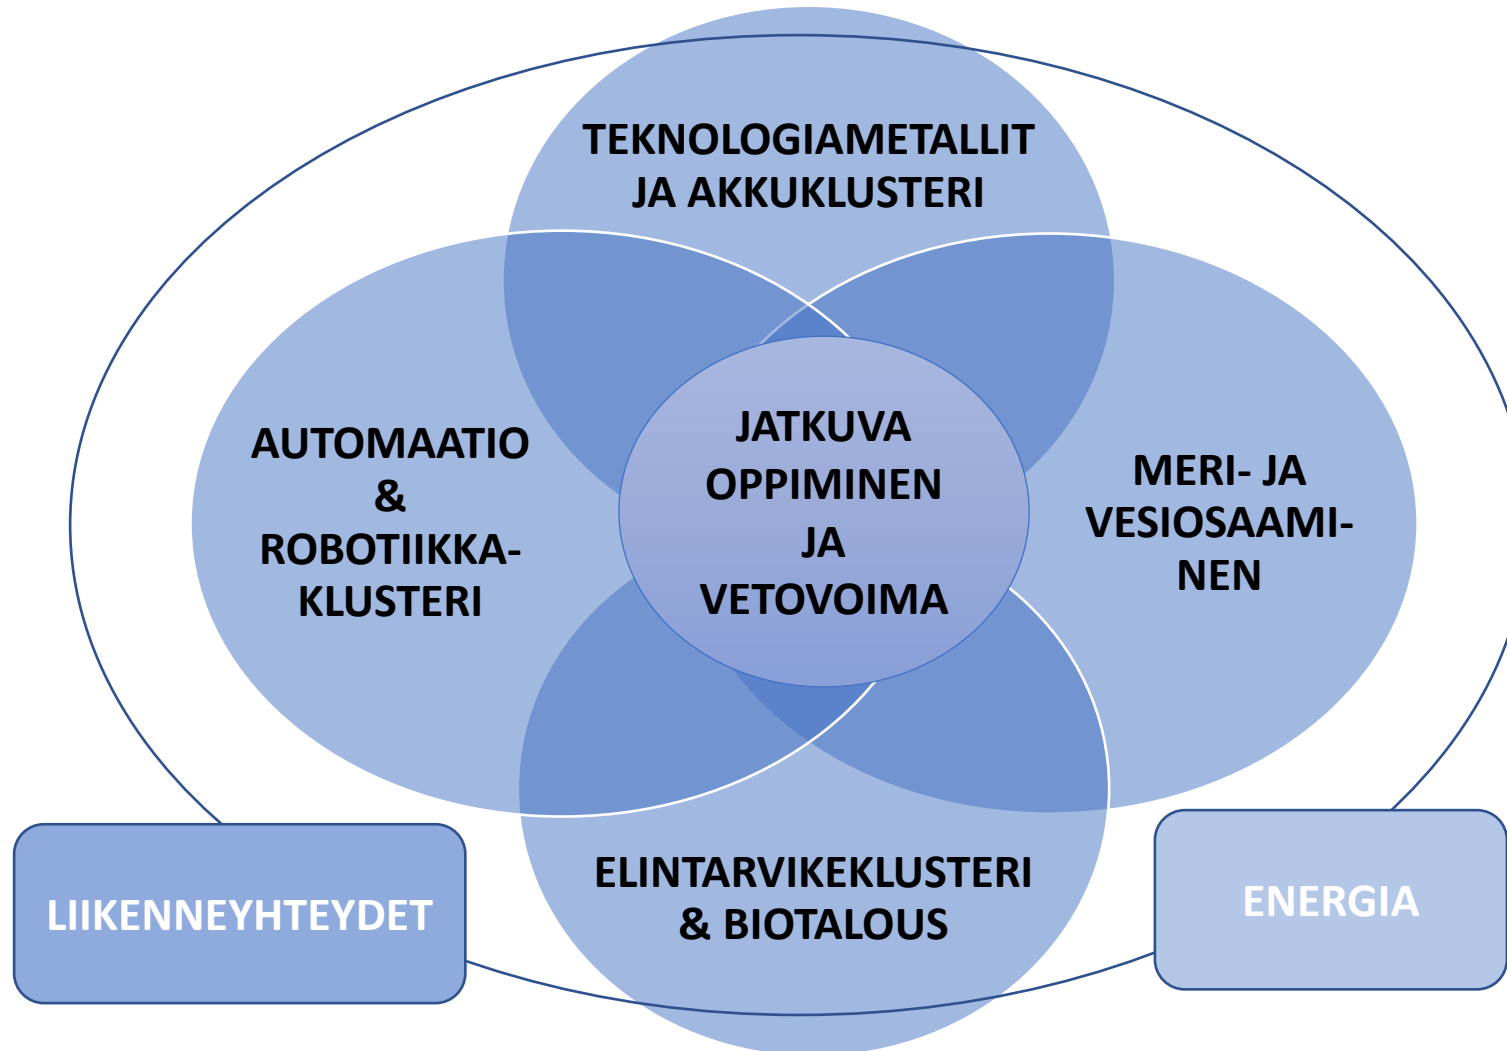 TEKNOLOGIAMETALLIT
JA AKKUKLUSTERI
AUTOMAATIO
&
ROBOTIIKKA-
KLUSTERI
JATKUVA
OPPIMINEN
JA
VETOVOIMA
MERI- JA
VESIOSAAMI-
NEN
ELINTARVIKEKLUSTERI
& BIOTALOUS
LIIKENNEYHTEYDET
ENERGIA